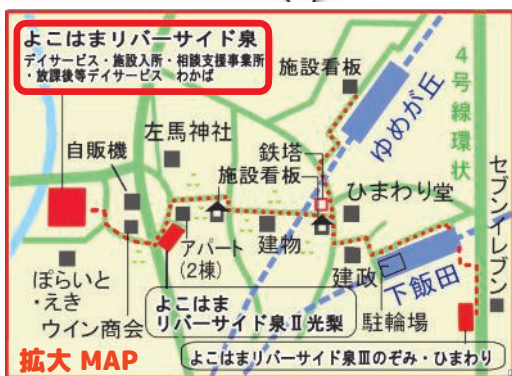 よこはまリバーサイド泉
デイサービス・施設入所・相談支援事業所
・放課後等デイサービス　わかば
施設看板
ゆめが丘
4号線環状
左馬神社
自販機
鉄塔
施設看板
ひまわり堂
セブンイレブン
アパート
(2棟)
建物
建政
下飯田
ぽらいと
・えき
ウイン商会
よこはま
リバーサイド泉Ⅱ光梨
駐輪場
よこはまリバーサイド泉Ⅲのぞみ・ひまわり
拡大 MAP